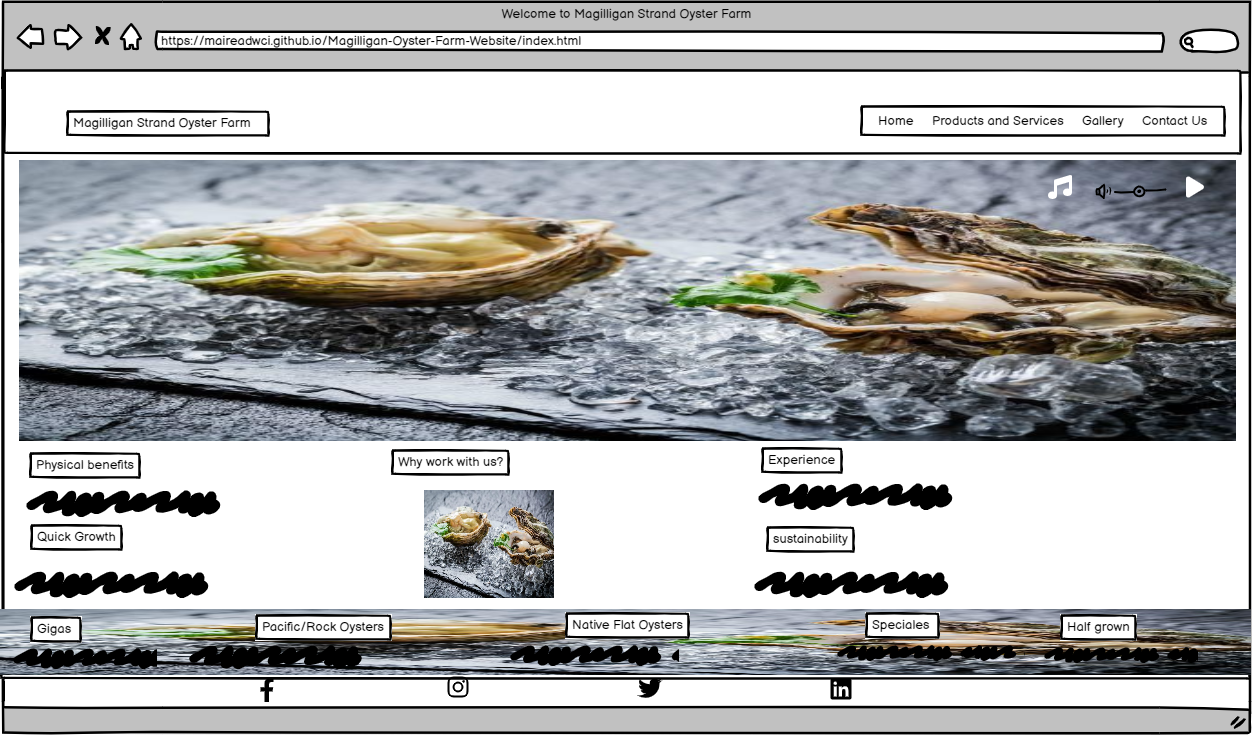 Welcome to Magilligan Strand Oyster Farm
https://maireadwci.github.io/Magilligan-Oyster-Farm-Website/index.html
Magilligan Strand Oyster Farm
Home Products and Services Gallery Contact Us
Physical benefits
Why work with us?
Experience
Quick Growth
sustainability
Gigas
Pacific/Rock Oysters
Native Flat Oysters
Speciales
Half grown